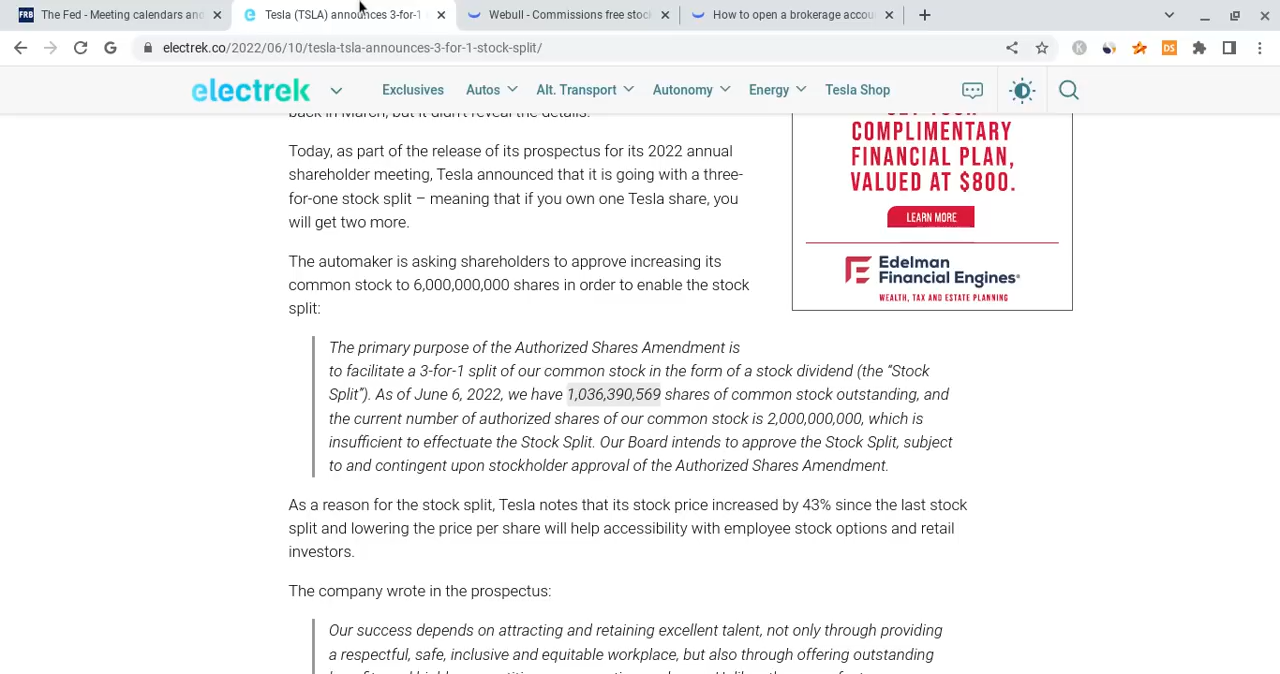 The Fed - Meeting calendars and
Tesla (TSLA) announces 3-for-1
Webull - Commissions free stoc
How to open a brokerage accou
electrek.co/2022/06/10/tesla-tsla-announces-3-for-1-stock-split/
electrek
Exclusives
Autos
Alt. Transport
Autonomy
Energy
Tesla Shop
back in March, but it didn't reveal the details.
Today, as part of the release of its prospectus for its 2022 annual
shareholder meeting, Tesla announced that it is going with a three-
for-one stock split – meaning that if you own one Tesla share, you
will get two more.
The automaker is asking shareholders to approve increasing its
common stock to 6,000,000,000 shares in order to enable the stock
split:
GET YOUR
COMPLIMENTARY
FINANCIAL PLAN,
VALUED AT $800.
LEARN MORE
Edelman
Financial Engines
WEALTH, TAX AND ESTATE PLANNING
The primary purpose of the Authorized Shares Amendment is
to facilitate a 3-for-1 split of our common stock in the form of a stock dividend (the “Stock
Split”). As of June 6, 2022, we have 1,036,390,569 shares of common stock outstanding, and
the current number of authorized shares of our common stock is 2,000,000,000, which is
insufficient to effectuate the Stock Split. Our Board intends to approve the Stock Split, subject
to and contingent upon stockholder approval of the Authorized Shares Amendment.
As a reason for the stock split, Tesla notes that its stock price increased by 43% since the last stock
split and lowering the price per share will help accessibility with employee stock options and retail
investors.
The company wrote in the prospectus:
Our success depends on attracting and retaining excellent talent, not only through providing
a respectful, safe, inclusive and equitable workplace, but also through offering outstanding